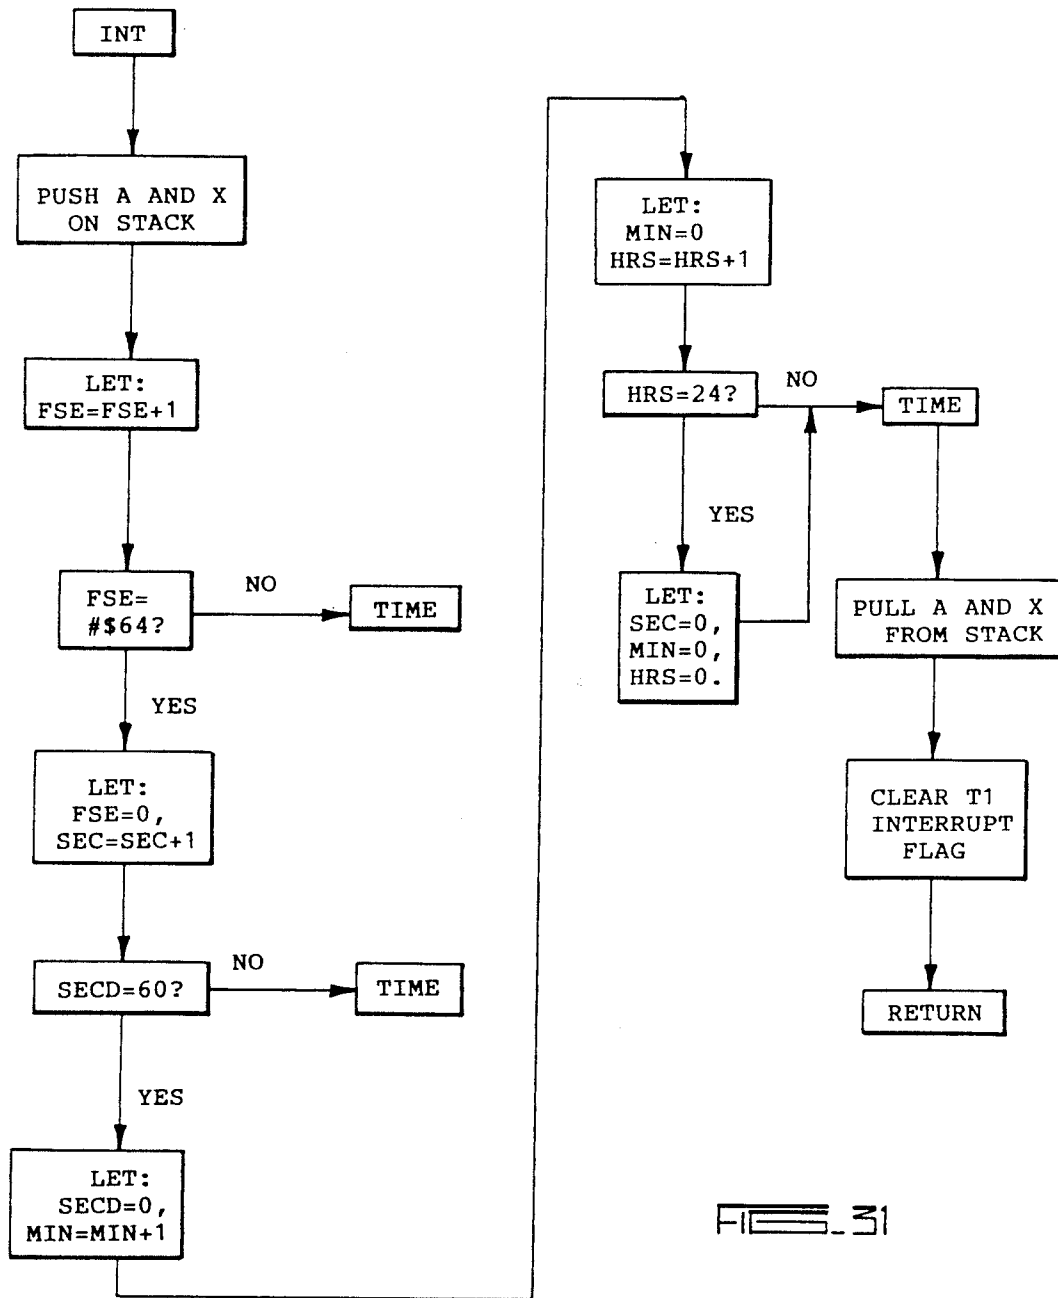 INT
PUSH A AND X
ON STACK
LET:
FSE=FSE+1
FSE=
#$64?
NO
TIME
YES
LET:
FSE=0,
SEC=SEC+1
SECD=60?
NO
TIME
YES
LET:
SECD=0,
MIN=MIN+1
LET:
MIN=0
HRS=HRS+1
HRS=24?
NO
TIME
YES
LET:
SEC=0,
MIN=0,
HRS=0.
PULL A AND X
FROM STACK
CLEAR T1
INTERRUPT
FLAG
RETURN
FIG_31